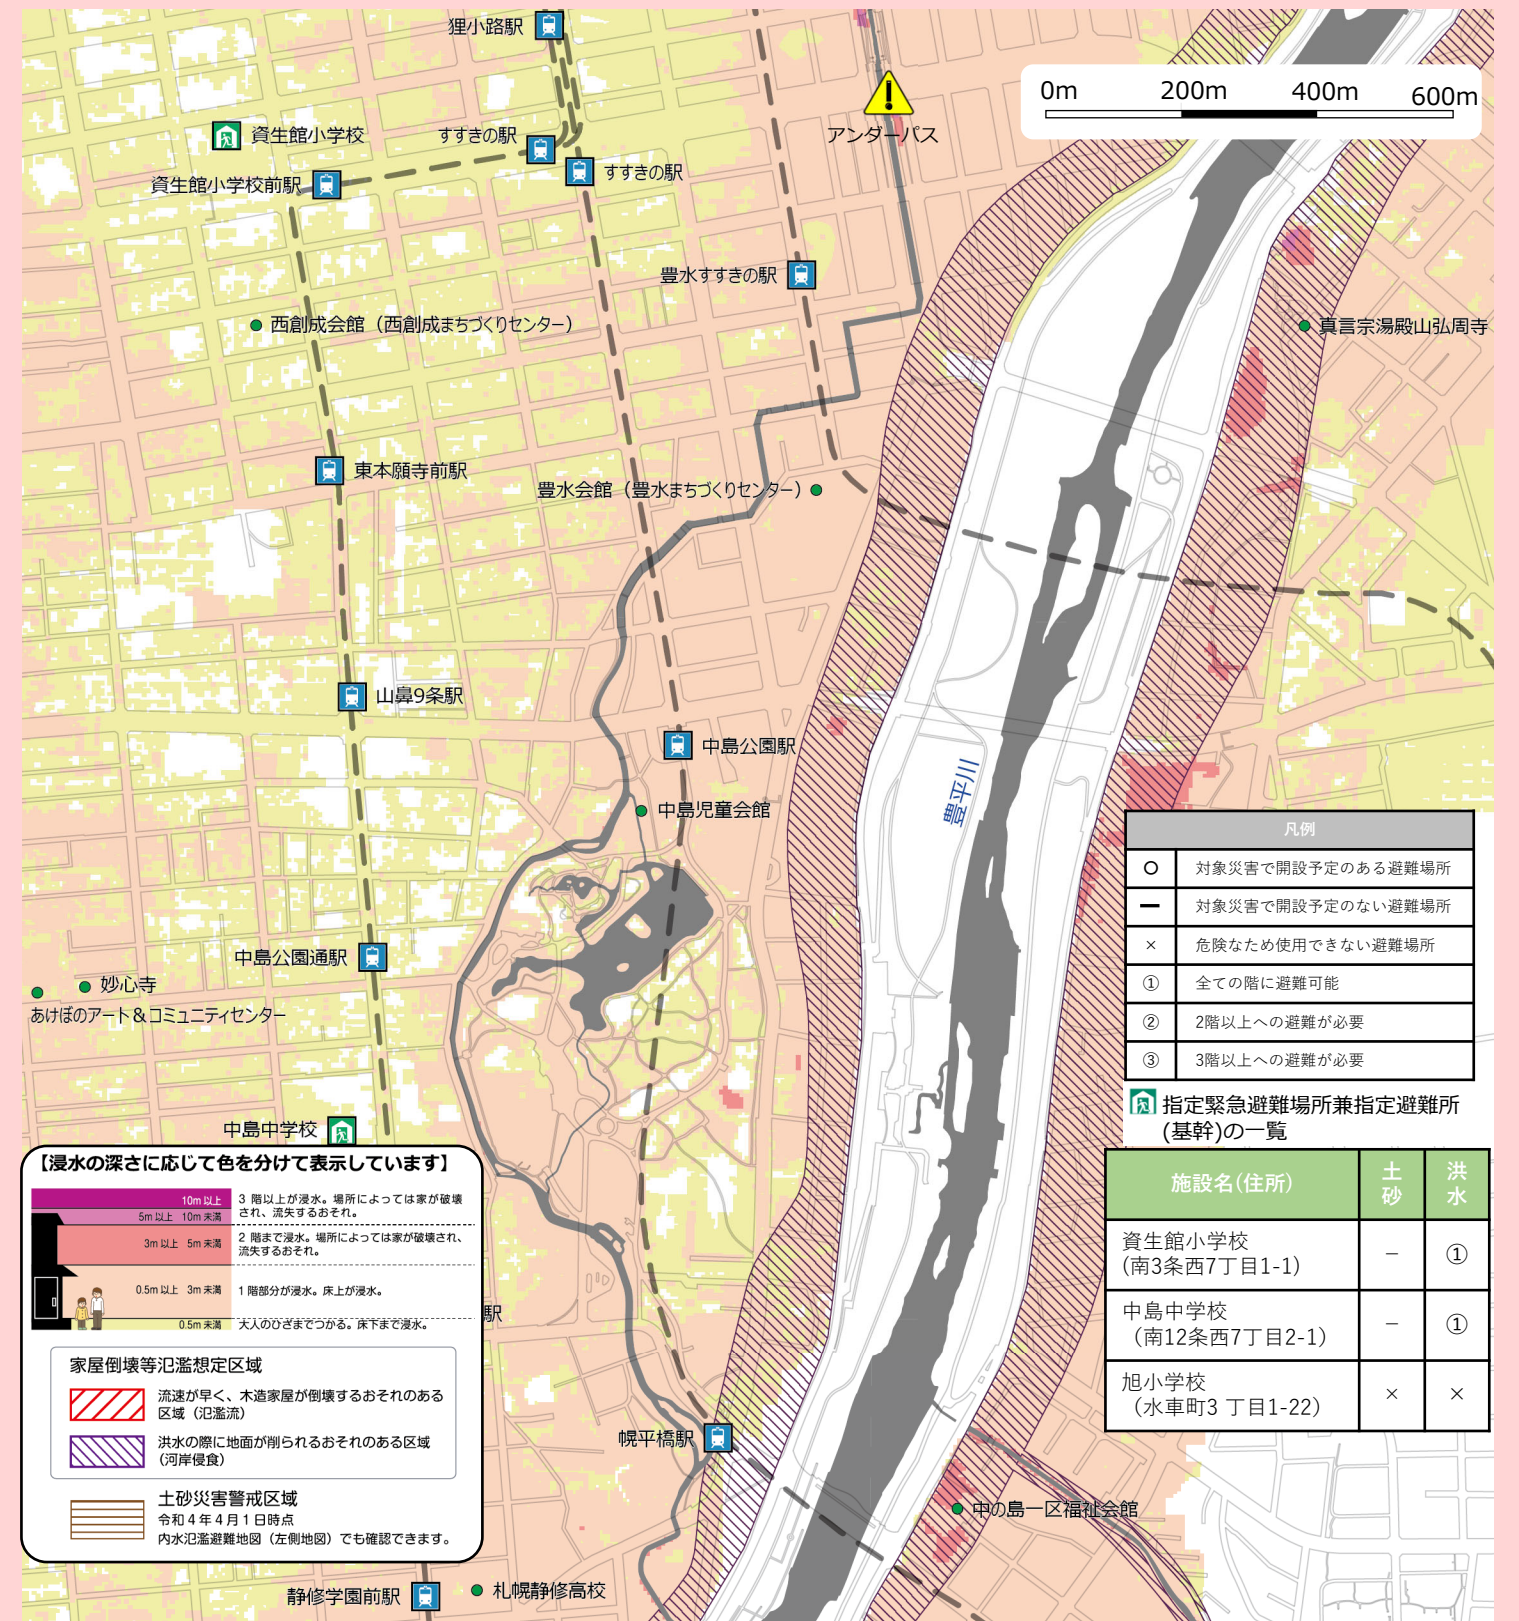 狸小路駅
0m 200m 400m 600m
資生館小学校
すすきの駅
アンダーパス
資生館小学校前駅
すすきの駅
豊水すすきの駅
西創成会館（西創成まちづくりセンター）
真言宗湯殿山弘周寺
東本願寺前駅
豊水会館（豊水まちづくりセンター）
山鼻9条駅
中島公園駅
豊平川
中島児童会館
凡例
○ 対象災害で開設予定のある避難場所
ー 対象災害で開設予定のない避難場所
× 危険なため使用できない避難場所
① 全ての階に避難可能
② 2階以上への避難が必要
③ 3階以上への避難が必要
中島公園通駅
妙心寺
あけぼのアート＆コミュニティセンター
指定緊急避難場所兼指定避難所
(基幹)の一覧
中島中学校
施設名(住所) 土砂 洪水
資生館小学校
(南3条西7丁目1-1) － ①
中島中学校
（南12条西7丁目2-1） － ①
旭小学校
（水車町3 丁目1-22） × ×
【浸水の深さに応じて色を分けて表示しています】
10m 以上 3 階以上が浸水。場所によっては家が破壊
5m 以上 10m 未満 され、流失するおそれ。
3m 以上 5m 未満 2 階まで浸水。場所によっては家が破壊され、
流失するおそれ。
0.5m 以上 3m 未満 1 階部分が浸水。床上が浸水。
0.5m 未満 大人のひざまでつかる。床下まで浸水。
駅
家屋倒壊等氾濫想定区域
流速が早く、木造家屋が倒壊するおそれのある
区域（氾濫流）
洪水の際に地面が削られるおそれのある区域
（河岸侵食）
土砂災害警戒区域
令和４年４月１日時点
内水氾濫避難地図（左側地図）でも確認できます。
幌平橋駅
中の島一区福祉会館
静修学園前駅
札幌静修高校